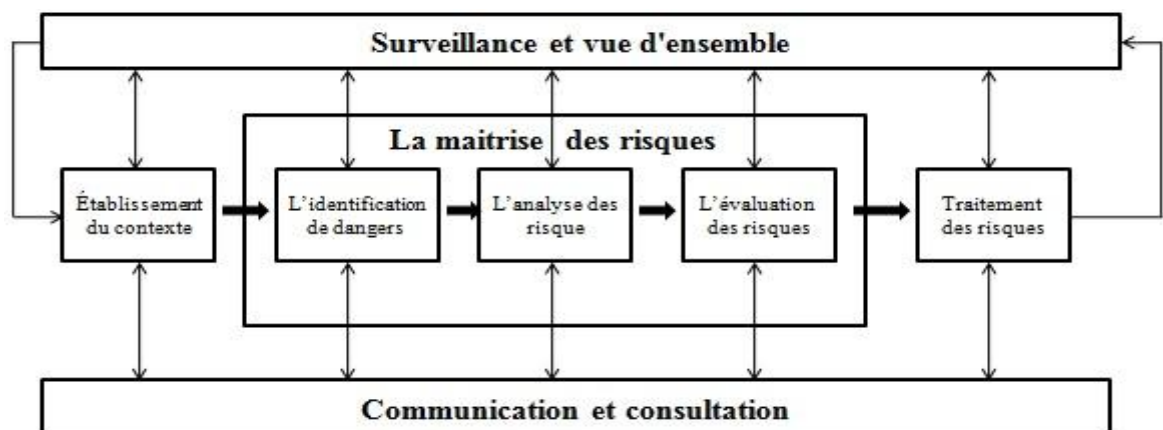 Surveillance et vue d'ensemble
La maitrise des risques
Établissement
du contexte
L'identification
de dangers
L'analyse des
risque
L'évaluation
des risques
Traitement
des risques
Communication et consultation